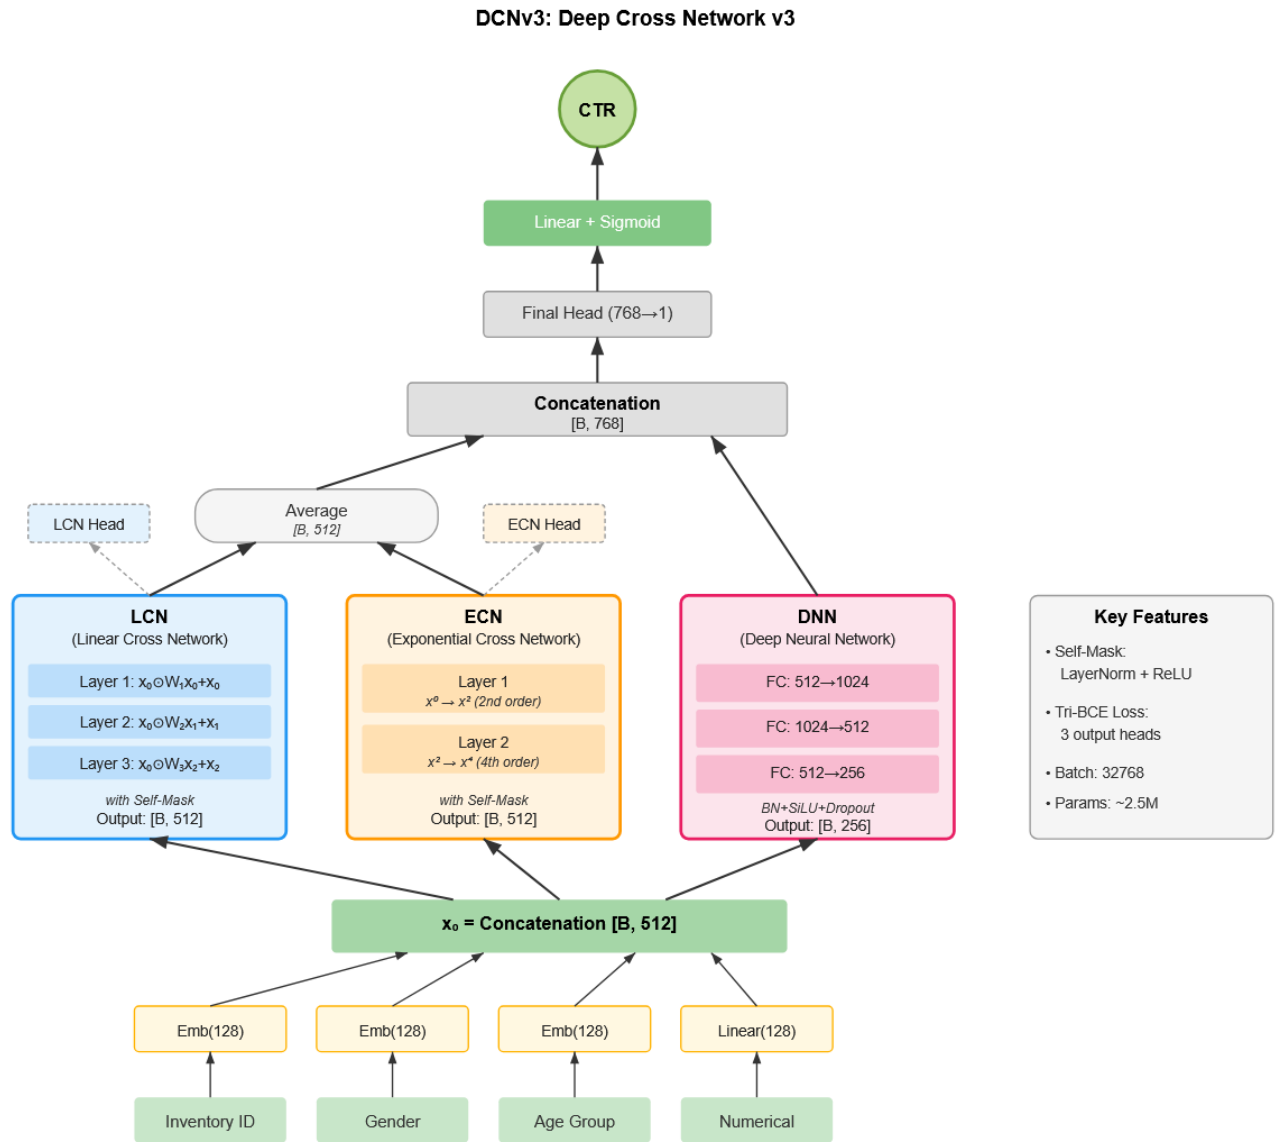 DCNv3: Deep Cross Network v3
CTR
Linear + Sigmoid
Final Head (768→1)
Concatenation
[B, 768]
Average
[B, 512]
LCN Head
ECN Head
LCN
(Linear Cross Network)
Layer 1: x₀⊙W₁x₀+x₀
Layer 2: x₀⊙W₂x₁+x₁
Layer 3: x₀⊙W₃x₂+x₂
with Self-Mask
Output: [B, 512]
ECN
(Exponential Cross Network)
Layer 1
x⁰ → x² (2nd order)
Layer 2
x² → x⁴ (4th order)
with Self-Mask
Output: [B, 512]
DNN
(Deep Neural Network)
FC: 512→1024
FC: 1024→512
FC: 512→256
BN+SiLU+Dropout
Output: [B, 256]
Key Features
• Self-Mask:
LayerNorm + ReLU
• Tri-BCE Loss:
3 output heads
• Batch: 32768
• Params: ~2.5M
x₀ = Concatenation [B, 512]
Emb(128)
Emb(128)
Emb(128)
Linear(128)
Inventory ID
Gender
Age Group
Numerical